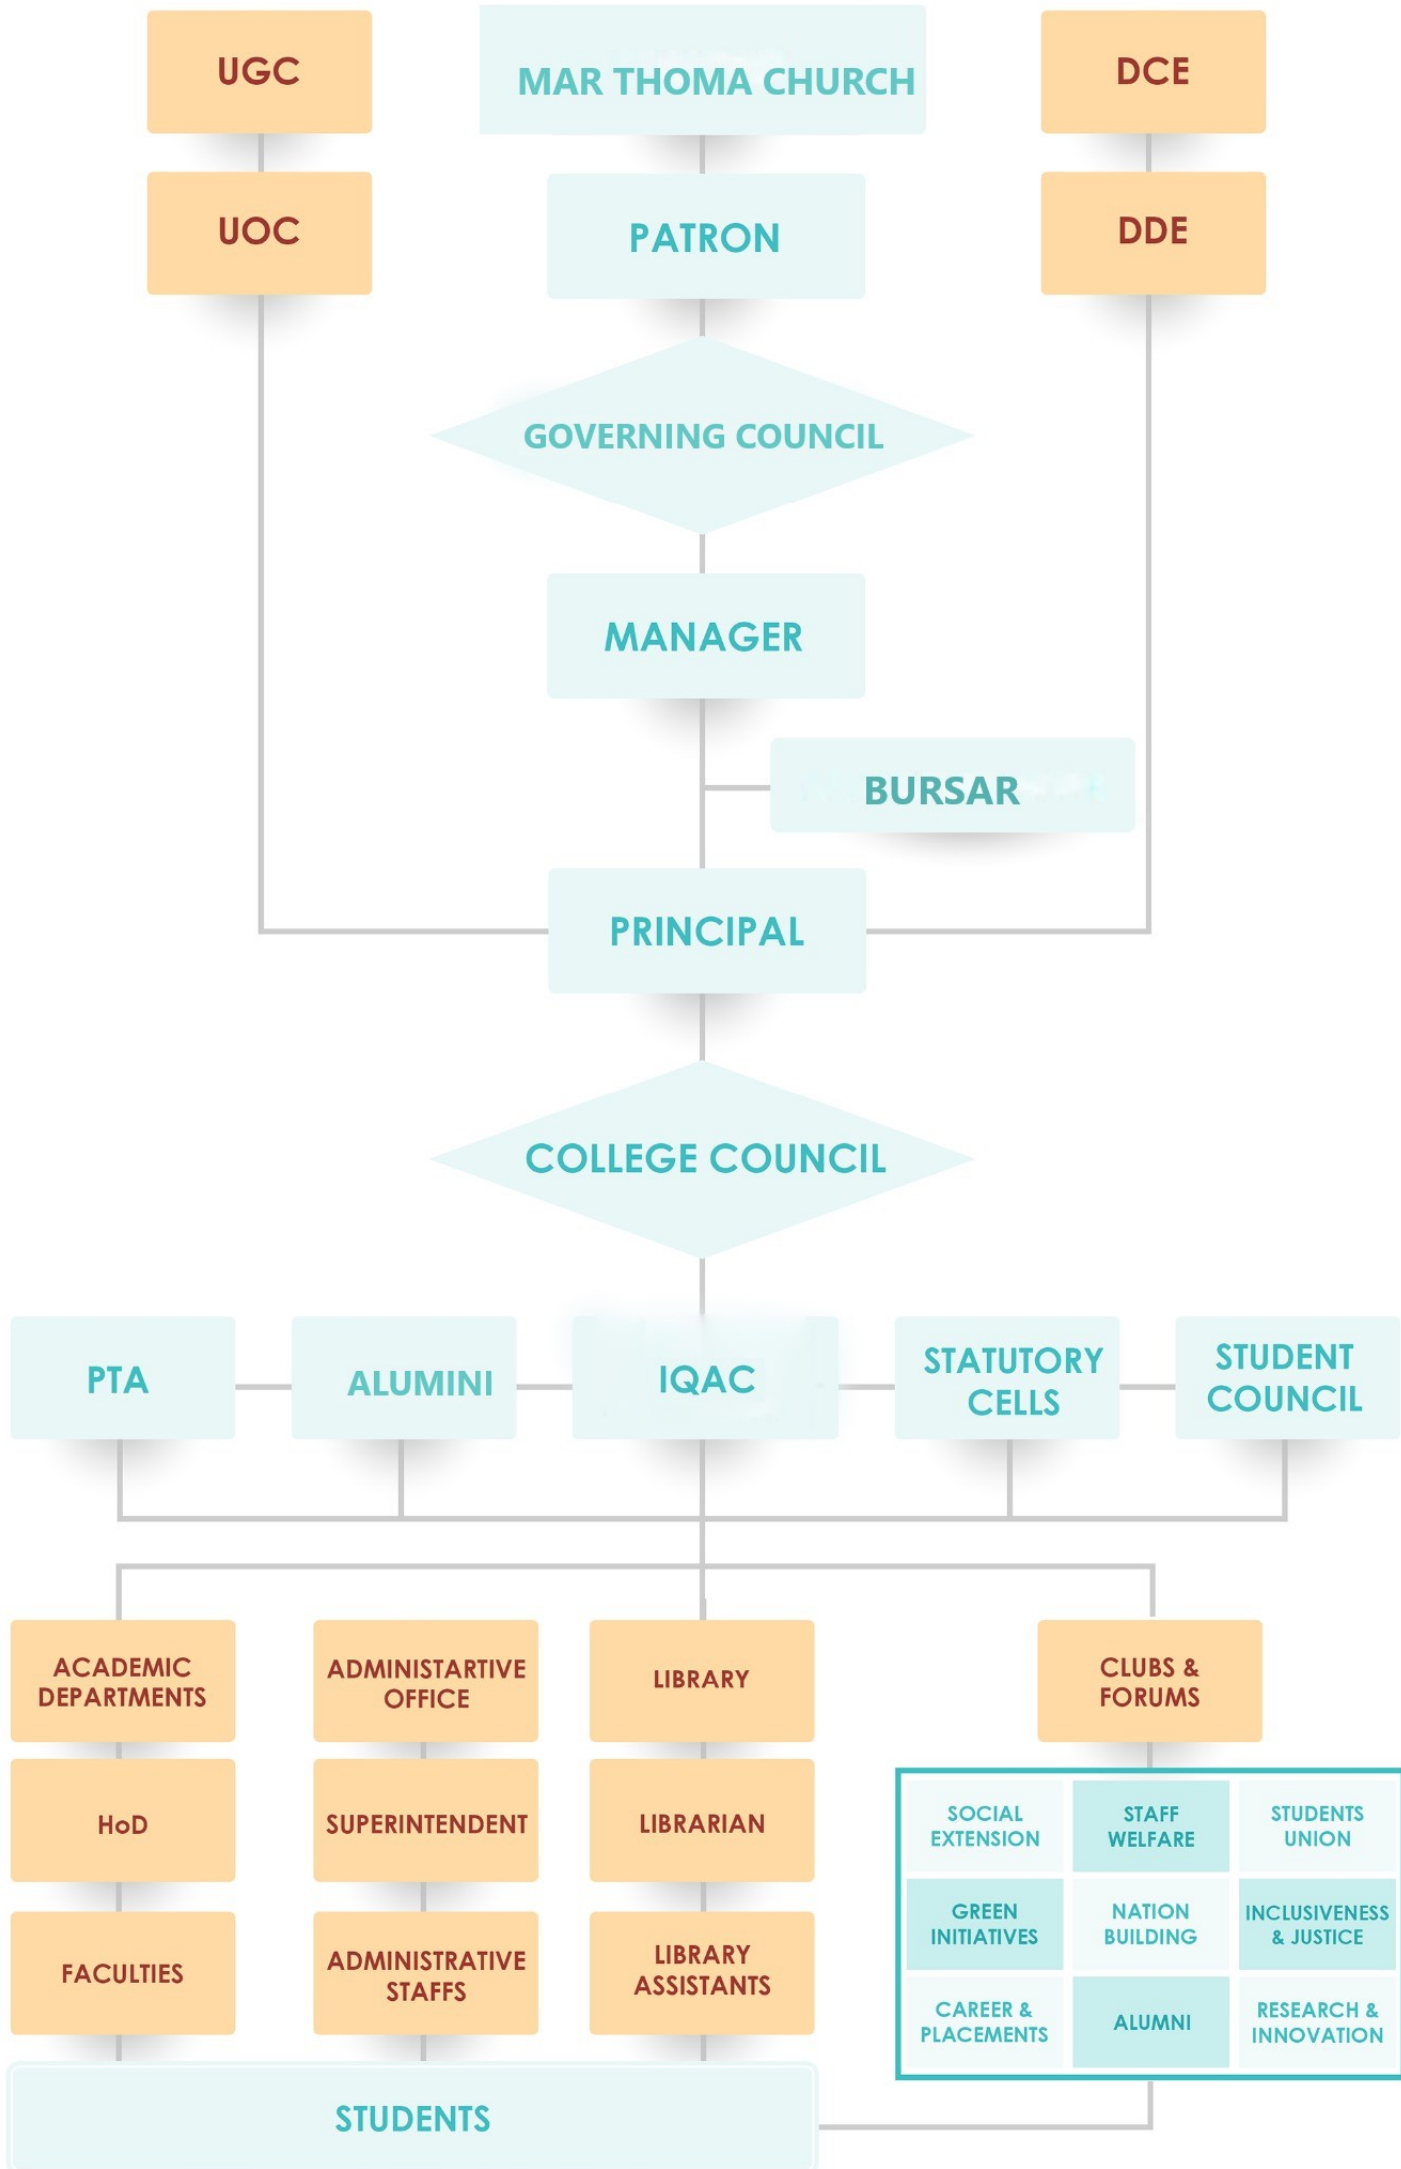 UGC
MAR THOMA CHURCH
DCE
UOC
PATRON
DDE
GOVERNING COUNCIL
MANAGER
BURSAR
PRINCIPAL
COLLEGE COUNCIL
PTA
ALUMINI
IQAC
STATUTORY
CELLS
STUDENT
COUNCIL
ACADEMIC
DEPARTMENTS
ADMINISTARTIVE
OFFICE
LIBRARY
CLUBS &
FORUMS
HoD
SUPERINTENDENT
LIBRARIAN
FACULTIES
ADMINISTRATIVE
STAFFS
LIBRARY
ASSISTANTS
SOCIAL
EXTENSION
STAFF
WELFARE
STUDENTS
UNION
GREEN
INITIATIVES
NATION
BUILDING
INCLUSIVENESS
& JUSTICE
CAREER &
PLACEMENTS
ALUMNI
RESEARCH &
INNOVATION
STUDENTS